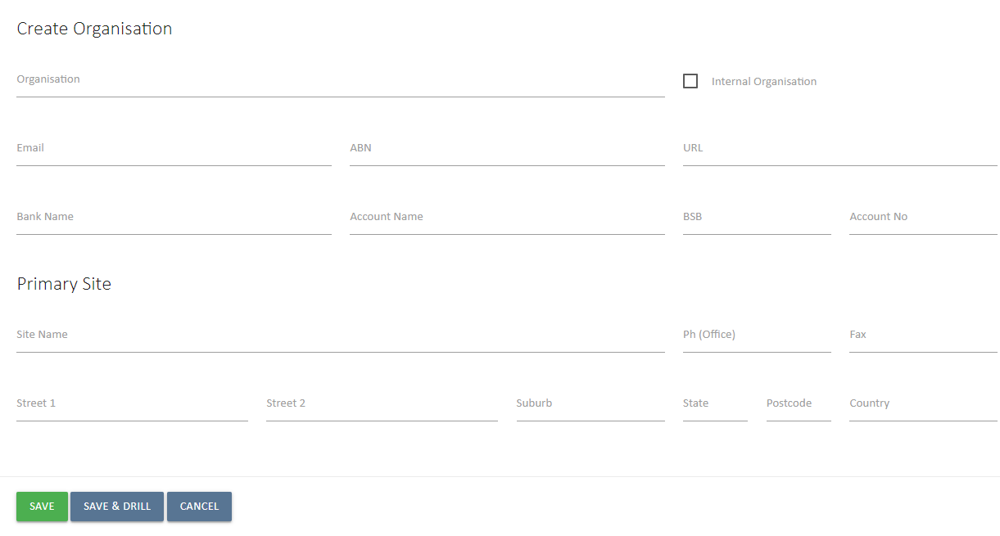 Create Organisation
Organisation
Internal Organisation
Email ABN URL
Bank Name Account Name BSB Account No
Primary Site
Site Name Ph (Office) Fax
Street 1 Street 2 Suburb State Postcode Country
SAVE SAVE & DRILL CANCEL